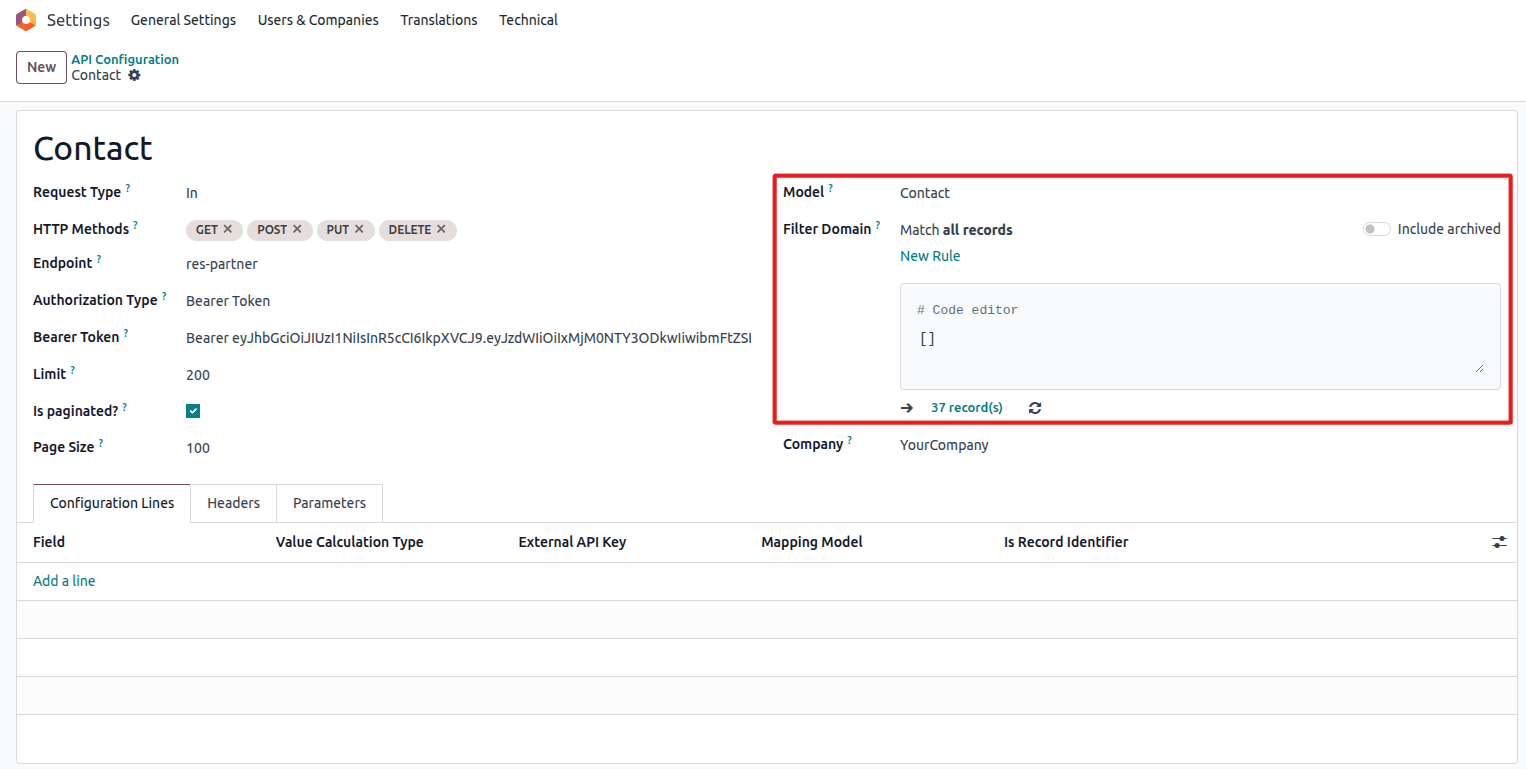 Settings General Settings Users & Companies Translations Technical
New API Configuration
Contact
Contact
Request Type ? In
HTTP Methods ? GET × POST × PUT × DELETE ×
Endpoint ? res-partner
Authorization Type ? Bearer Token
Bearer Token ? Bearer eyJhbGciOiJIUzI1NiIsInR5cCI6IkpXVCJ9.eyJzdWIiOiIxMjM0NTY3ODkwIiwibmFtZSI
Limit ? 200
Is paginated? ?
Page Size ? 100
Model ? Contact
Filter Domain ? Match all records Include archived
New Rule
# Code editor
[]
→ 37 record(s)
Company ? YourCompany
Configuration Lines Headers Parameters
Field Value Calculation Type External API Key Mapping Model Is Record Identifier
Add a line